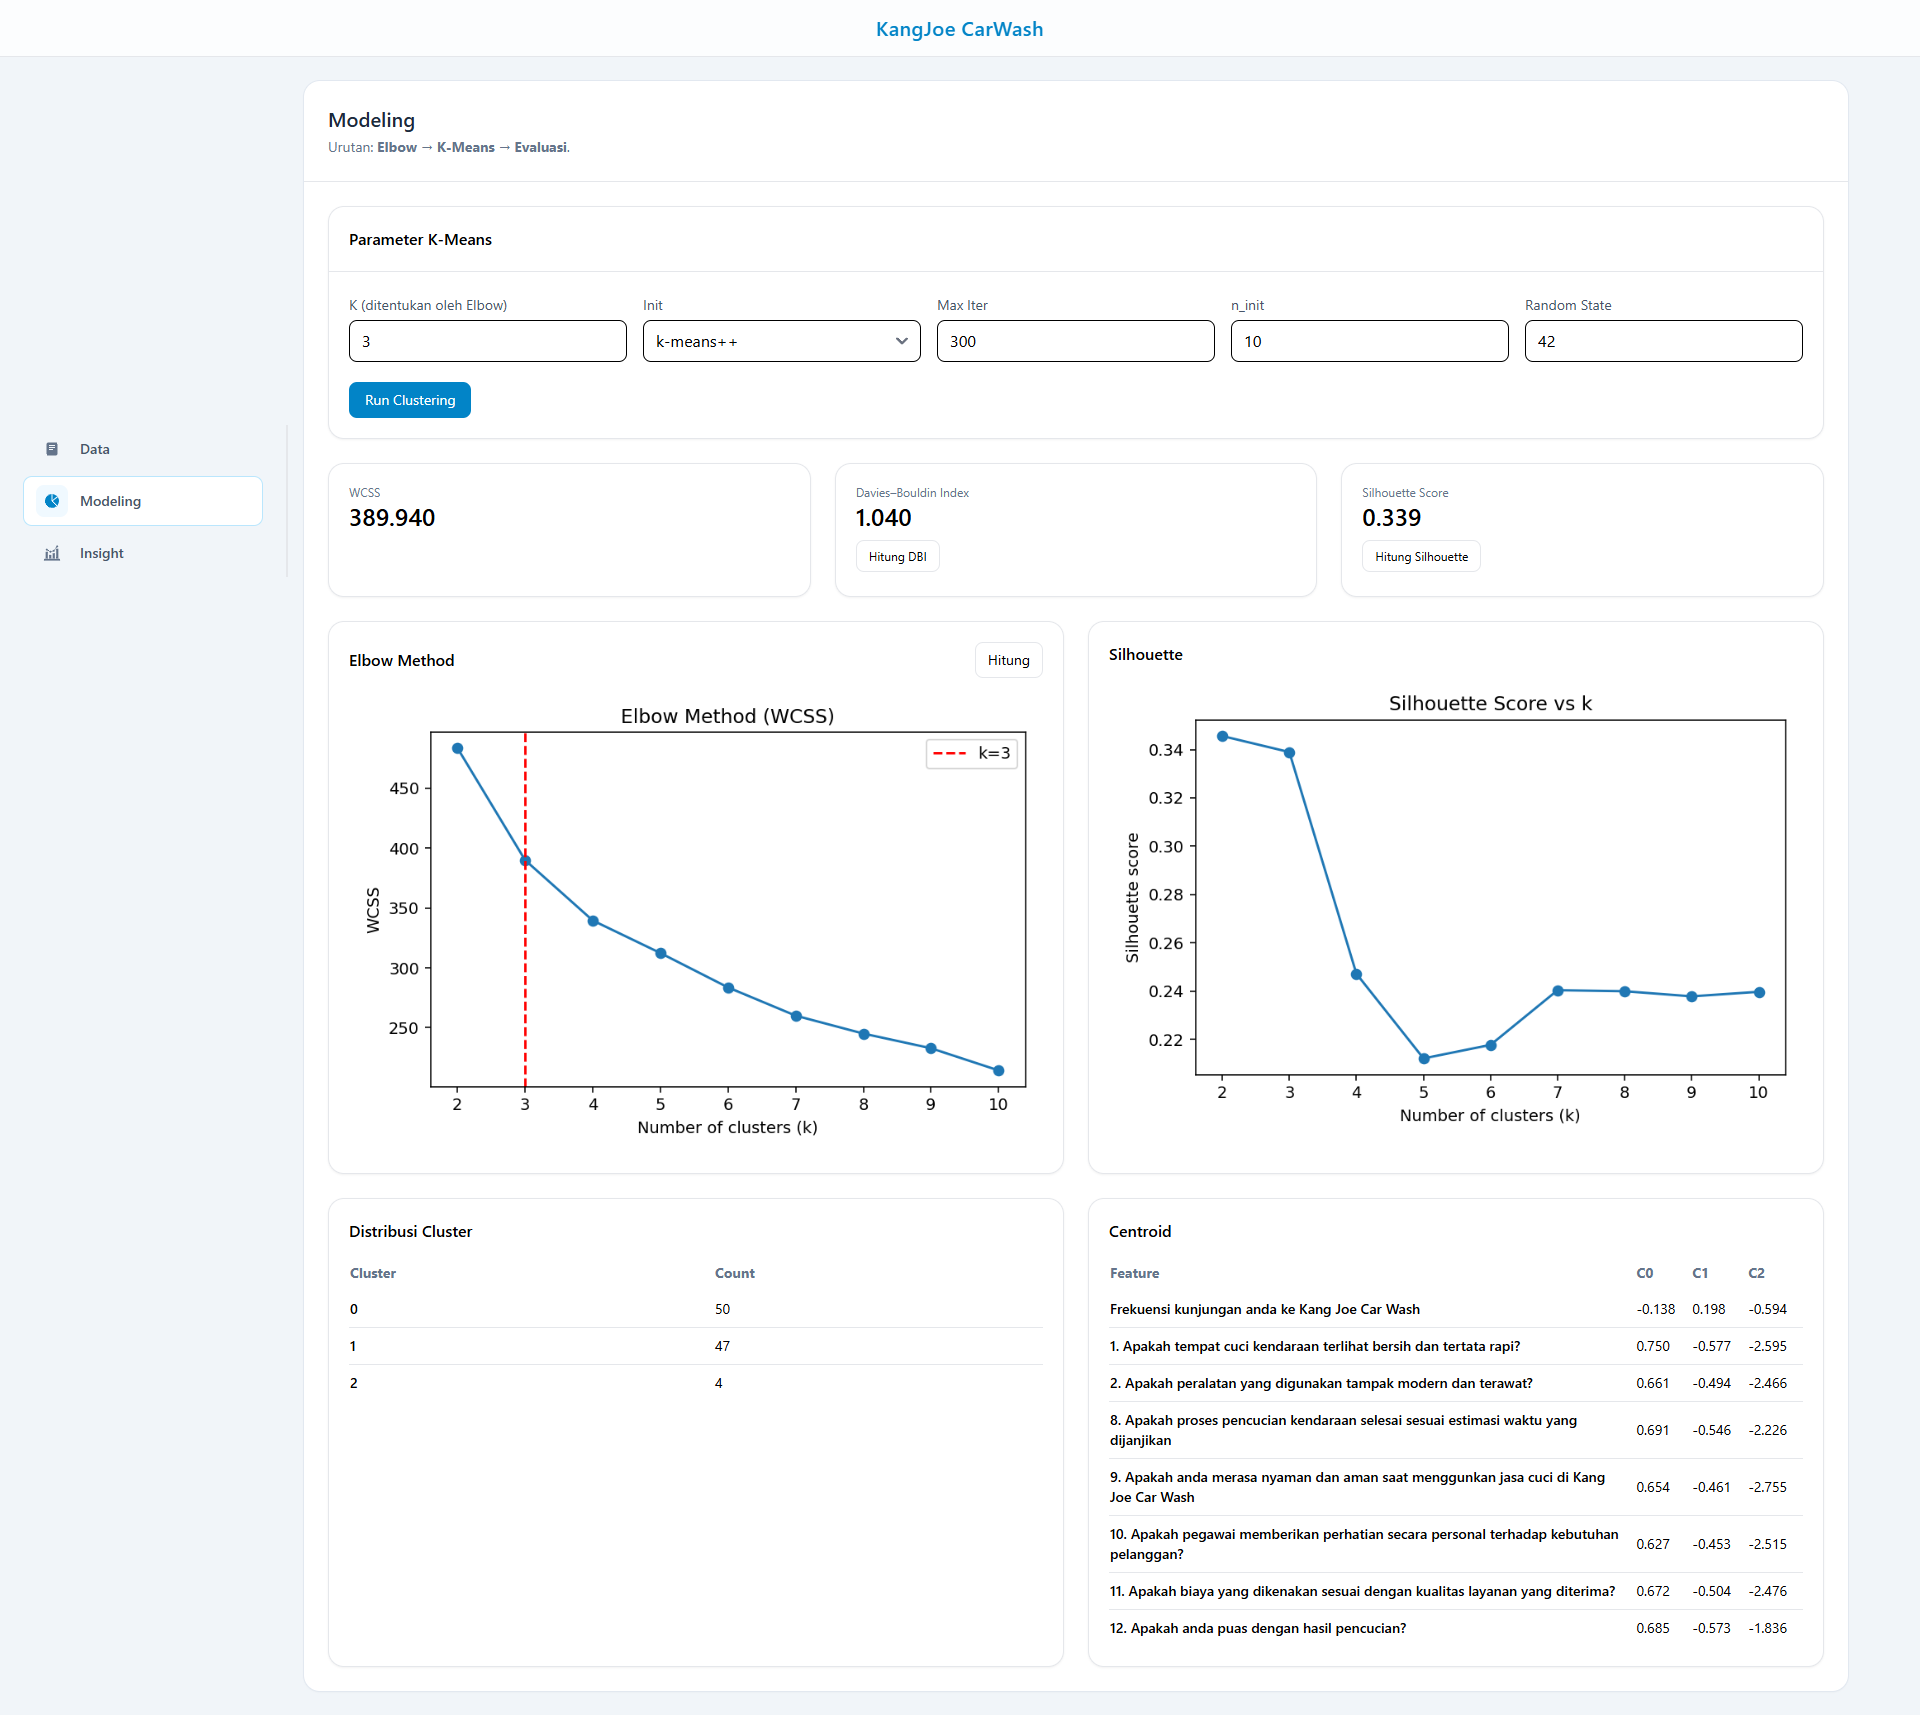 KangJoe CarWash
Data
Modeling
Insight
Modeling
Urutan: Elbow → K-Means → Evaluasi.
Parameter K-Means
K (ditentukan oleh Elbow)
3
Init
k-means++
Max Iter
300
n_init
10
Random State
42
Run Clustering
WCSS
389.940
Davies–Bouldin Index
1.040
Hitung DBI
Silhouette Score
0.339
Hitung Silhouette
Elbow Method
Hitung
Elbow Method (WCSS)
k=3
450
400
350
300
250
WCSS
2 3 4 5 6 7 8 9 10
Number of clusters (k)
Silhouette
Silhouette Score vs k
0.34
0.32
0.30
0.28
0.26
0.24
0.22
Silhouette score
2 3 4 5 6 7 8 9 10
Number of clusters (k)
Distribusi Cluster
Cluster Count
0 50
1 47
2 4
Centroid
Feature C0 C1 C2
Frekuensi kunjungan anda ke Kang Joe Car Wash -0.138 0.198 -0.594
1. Apakah tempat cuci kendaraan terlihat bersih dan tertata rapi? 0.750 -0.577 -2.595
2. Apakah peralatan yang digunakan tampak modern dan terawat? 0.661 -0.494 -2.466
8. Apakah proses pencucian kendaraan selesai sesuai estimasi waktu yang
dijanjikan 0.691 -0.546 -2.226
9. Apakah anda merasa nyaman dan aman saat menggunkan jasa cuci di Kang
Joe Car Wash 0.654 -0.461 -2.755
10. Apakah pegawai memberikan perhatian secara personal terhadap kebutuhan
pelanggan? 0.627 -0.453 -2.515
11. Apakah biaya yang dikenakan sesuai dengan kualitas layanan yang diterima? 0.672 -0.504 -2.476
12. Apakah anda puas dengan hasil pencucian? 0.685 -0.573 -1.836